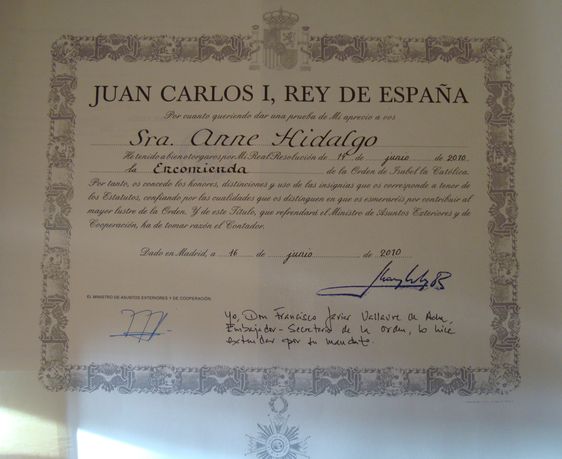 JUAN CARLOS I, REY DE ESPAÑA
Por cuanto queriendo dar una prueba de Mi aprecio a vos
Sra. Anne Hidalgo
He tenido a bien otorgaros por Mi Real Resolución de 14 de junio de 2010
la Encomienda de la Orden de Isabel la Católica.
Por tanto, os concedo los honores, distinciones y uso de las insignias que os corresponde a tenor de
los Estatutos, confiando por las cualidades que os distinguen en que os esmeraréis por contribuir al
mayor lustre de la Orden. Y de este Título, que refrendará el Ministro de Asuntos Exteriores y de
Cooperación, ha de tomar razón el Contador.
Dado en Madrid, a 16 de junio de 2010
EL MINISTRO DE ASUNTOS EXTERIORES Y DE COOPERACIÓN,
Yo, Don Francisco Javier Vallaure de
Embajador-Secretario de la orden, lo hice
extender por su mandato.